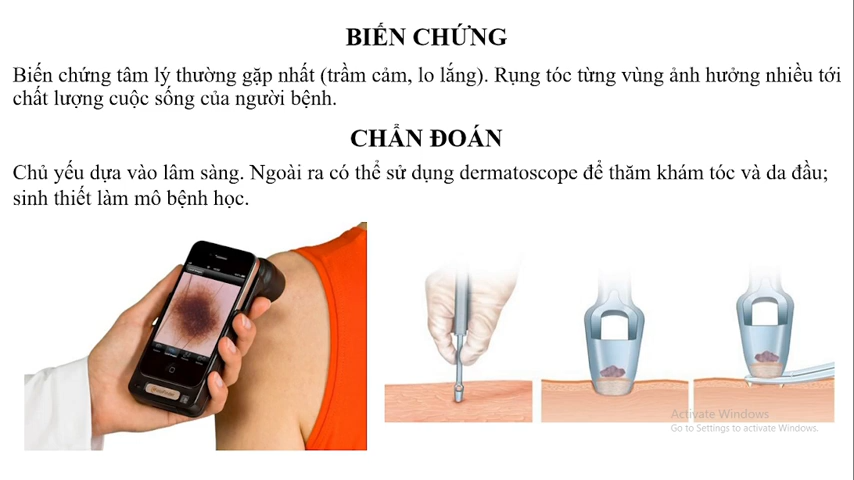 BIẾN CHỨNG
Biến chứng tâm lý thường gặp nhất (trầm cảm, lo lắng). Rụng tóc từng vùng ảnh hưởng nhiều tới
chất lượng cuộc sống của người bệnh.
CHẨN ĐOÁN
Chủ yếu dựa vào lâm sàng. Ngoài ra có thể sử dụng dermatoscope để thăm khám tóc và da đầu;
sinh thiết làm mô bệnh học.
Activate Windows
Go to Settings to activate Windows.